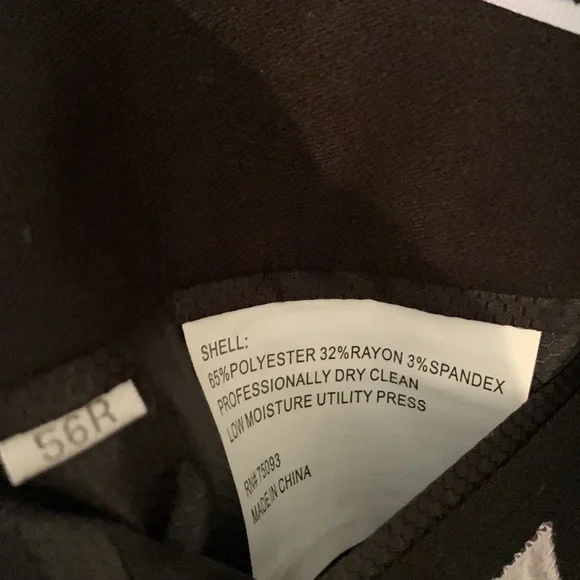 SHELL:
65%POLYESTER 32%RAYON 3%SPANDEX
PROFESSIONALLY DRY CLEAN
LOW MOISTURE UTILITY PRESS
RN# 75093
MADE IN CHINA
56R